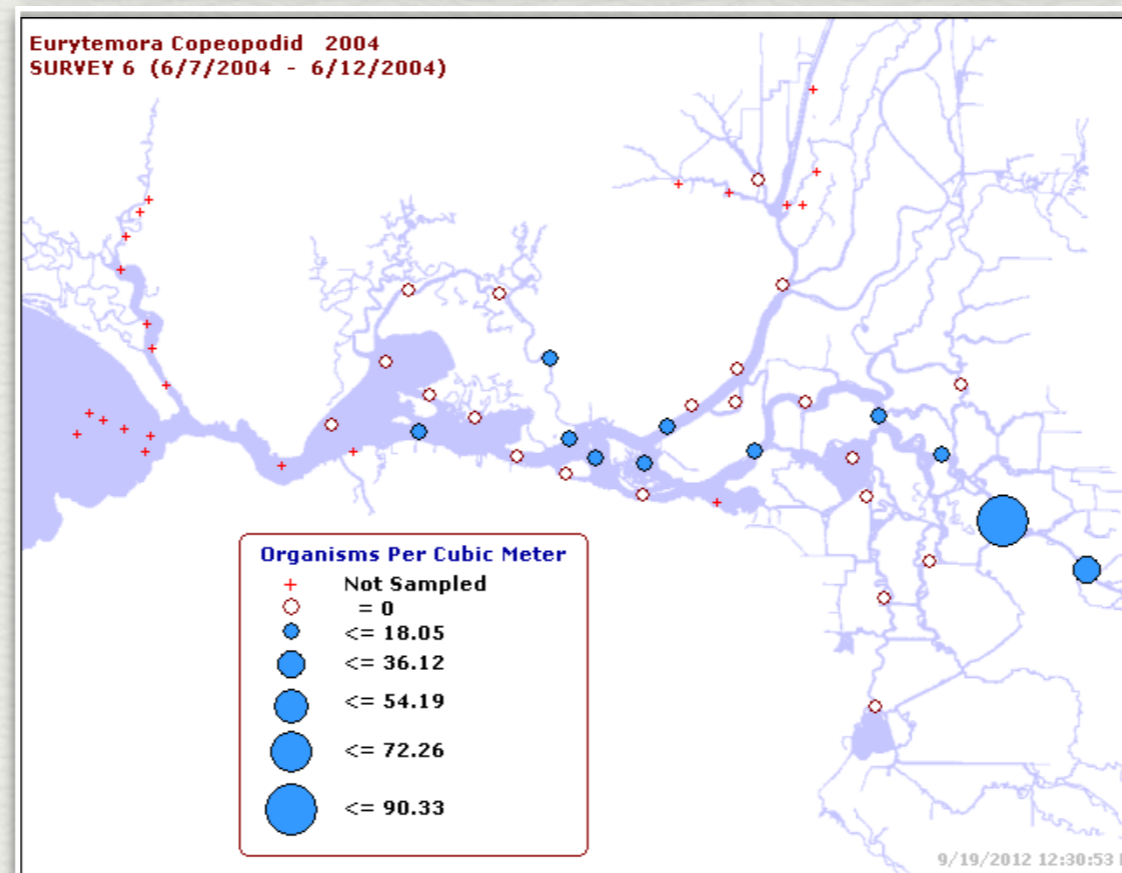 Eurytemora Copeopodid 2004
SURVEY 6 (6/7/2004 - 6/12/2004)
Organisms Per Cubic Meter
+ Not Sampled
= 0
<= 18.05
<= 36.12
<= 54.19
<= 72.26
<= 90.33
9/19/2012 12:30:53